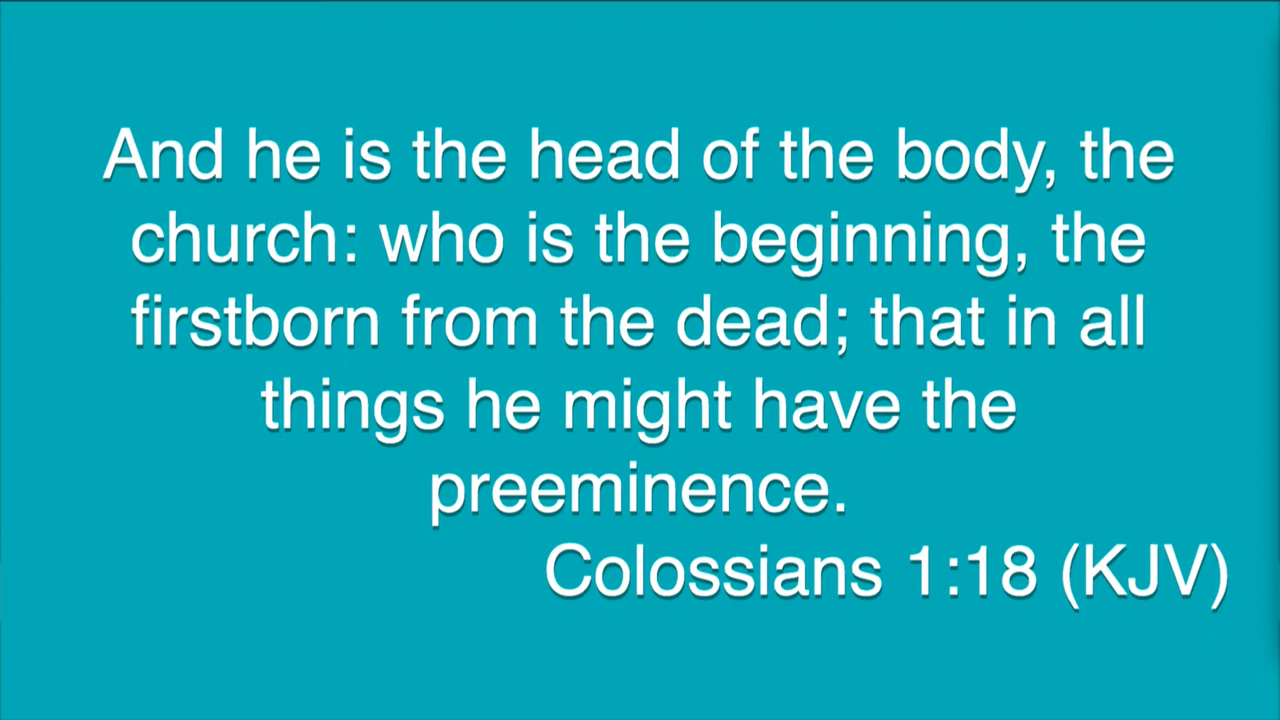 And he is the head of the body, the
church: who is the beginning, the
firstborn from the dead; that in all
things he might have the
preeminence.
Colossians 1:18 (KJV)